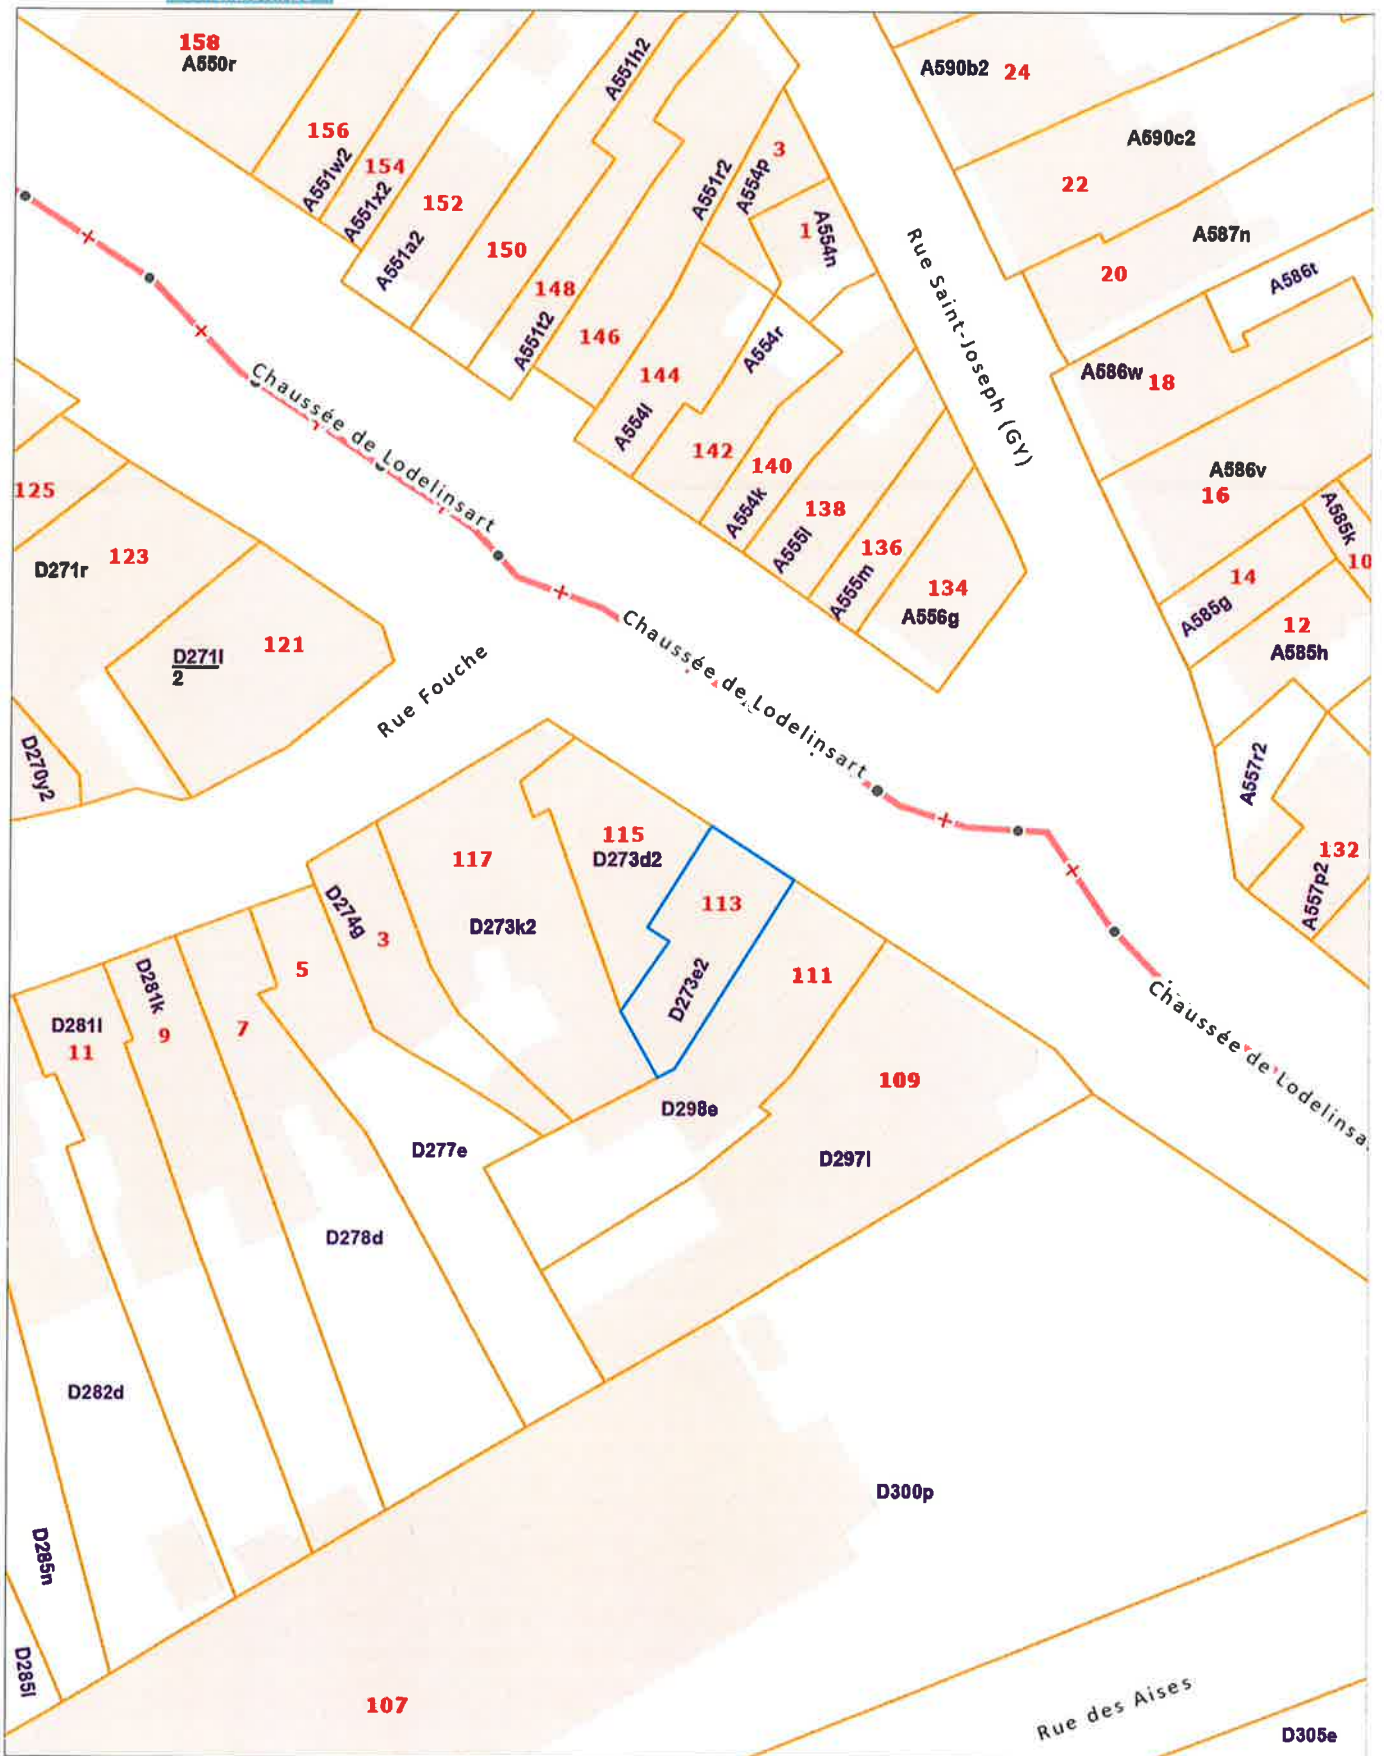 158
A550r
156
A551w2
154
A551x2
152
A551a2
150
148
A551t2
A551h2
146
A551r2
144
A554l
A554p
3
1
A554n
A554r
142
140
A554k
138
A555l
136
A555m
134
A556g
Rue Saint-Joseph (GY)
A590b2
24
A590c2
22
A587n
20
A586t
A586w
18
A586v
16
A585k
10
14
A585g
12
A585h
A557r2
132
A557p2
Chaussée de Lodelinsart
Chaussée de Lodelinsart
Chaussée de Lodelinsa
125
123
D271r
121
D271l
2
D270y2
Rue Fouche
115
D273d2
117
D273k2
113
D273e2
111
109
D274g
3
5
7
D281k
9
D281l
11
D298e
D297l
D277e
D278d
D282d
D285n
D285l
D300p
107
Rue des Aises
D305e